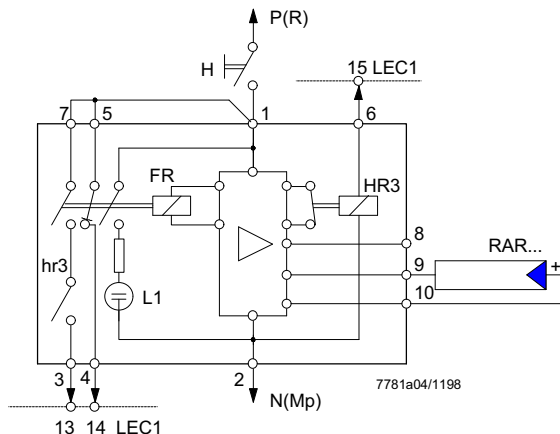 P(R)
H
15 LEC1
7 5 1 6
FR
HR3
8
9
RAR...
+
10
hr3
L1
3 4 2
7781a04/1198
N(Mp)
13 14 LEC1